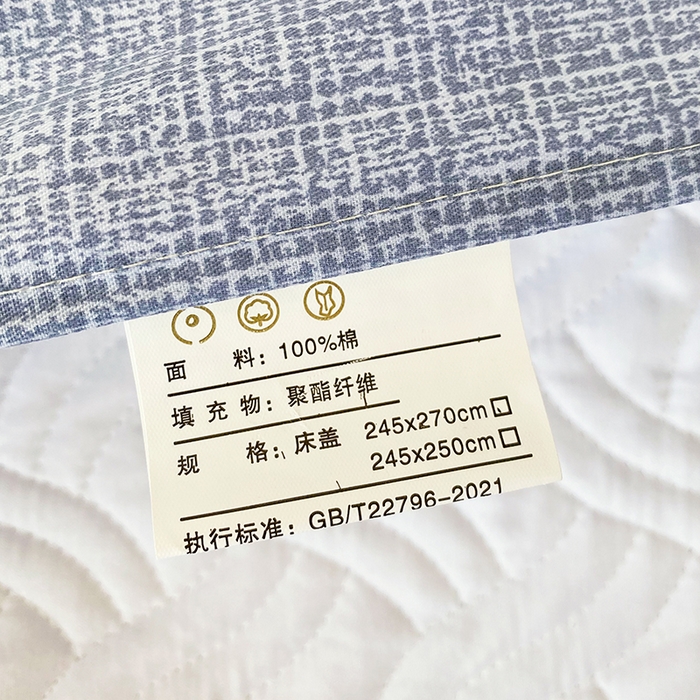 面 料：100%棉
填充物：聚酯纤维
规 格：床盖 245x270cm□
245x250cm□
执行标准：GB/T22796-2021